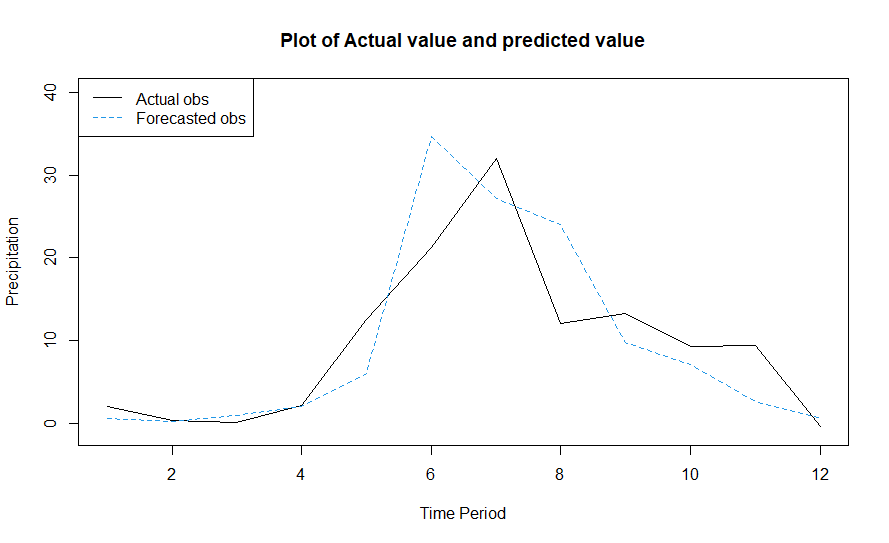 Plot of Actual value and predicted value
Actual obs
Forecasted obs
Precipitation
40
30
20
10
0
2 4 6 8 10 12
Time Period